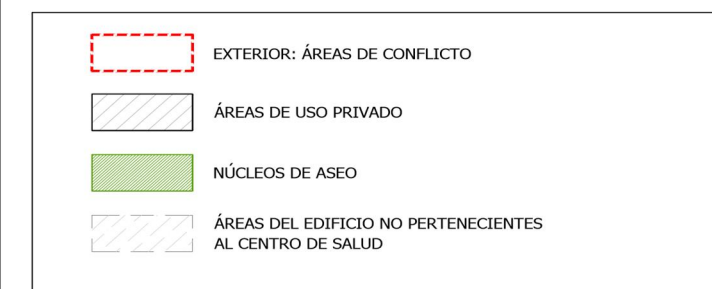 EXTERIOR: ÁREAS DE CONFLICTO
ÁREAS DE USO PRIVADO
NÚCLEOS DE ASEO
ÁREAS DEL EDIFICIO NO PERTENECIENTES
AL CENTRO DE SALUD